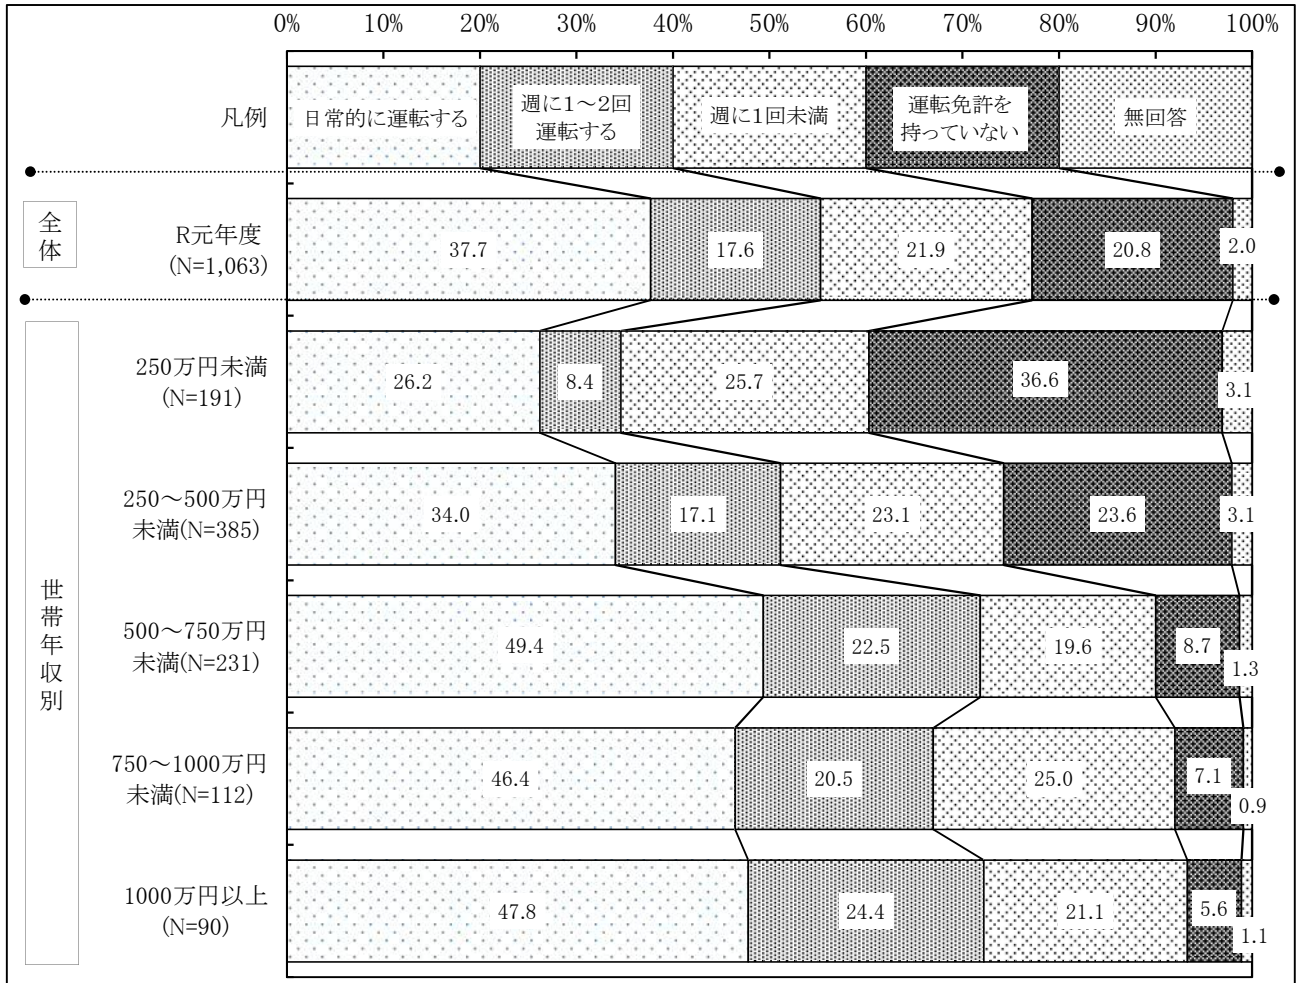 0% 10% 20% 30% 40% 50% 60% 70% 80% 90% 100%
凡例
日常的に運転する
週に1～2回
運転する
週に1回未満
運転免許を
持っていない
無回答
全体
R元年度
(N=1,063)
37.7 17.6 21.9 20.8 2.0
世帯年収別
250万円未満
(N=191)
26.2 8.4 25.7 36.6 3.1
250～500万円
未満(N=385)
34.0 17.1 23.1 23.6 3.1
500～750万円
未満(N=231)
49.4 22.5 19.6 8.7 1.3
750～1000万円
未満(N=112)
46.4 20.5 25.0 7.1 0.9
1000万円以上
(N=90)
47.8 24.4 21.1 5.6 1.1